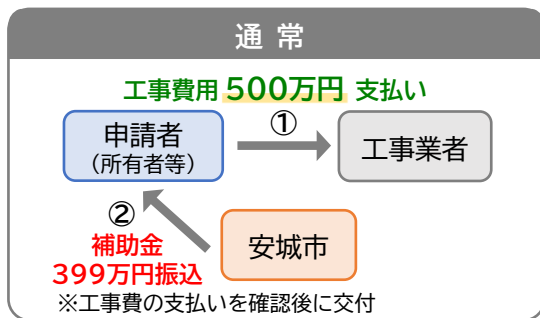 通常
工事費用 500万円 支払い
①
申請者
(所有者等)
工事業者
②
補助金
399万円振込
安城市
※工事費の支払いを確認後に交付